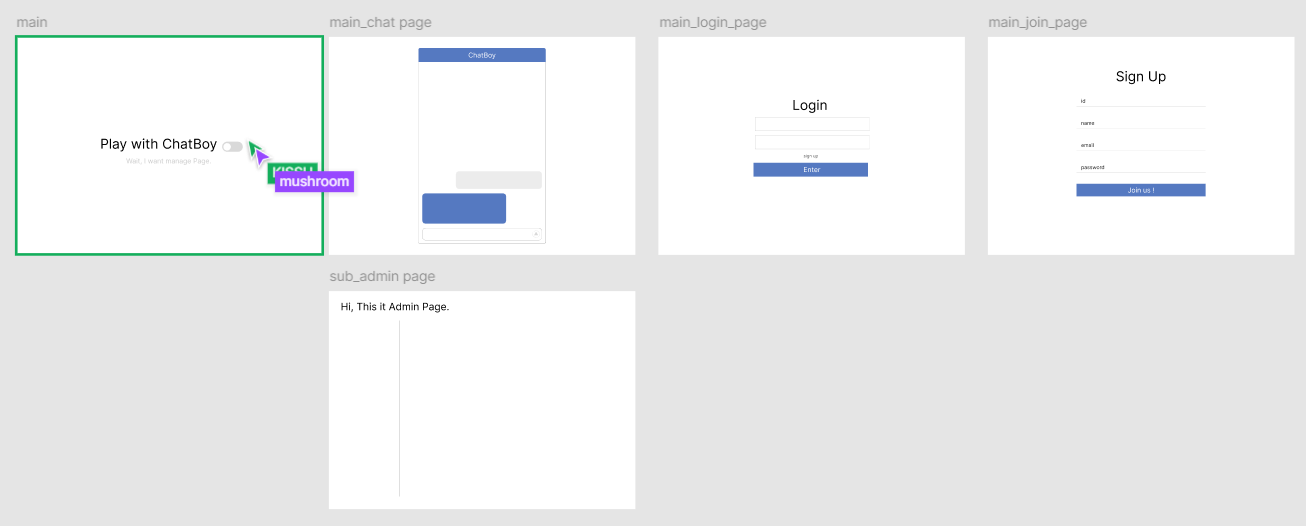 main
main_chat page
main_login_page
main_join_page
Play with ChatBoy
Wait, I want manage Page.
KISSU
mushroom
ChatBoy
Login
sign up
Enter
Sign Up
id
name
email
password
Join us !
sub_admin page
Hi, This it Admin Page.